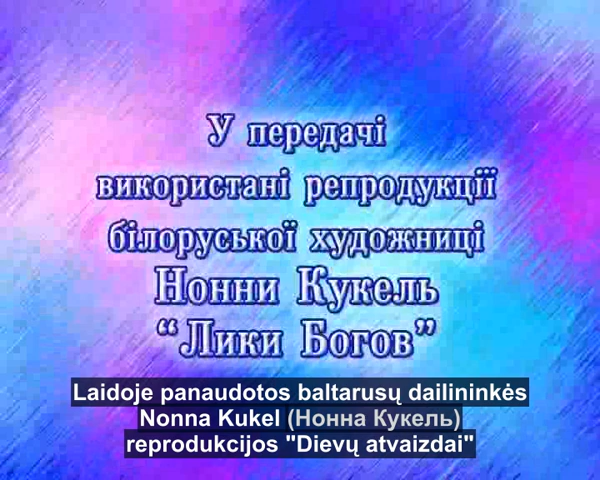 У передачі
використані репродукції
білоруської художниці
Нонни Кукель
“Лики Богов”
Laidoje panaudotos baltarusų dailininkės
Nonna Kukel (Нонна Кукель)
reprodukcijos "Dievų atvaizdai"